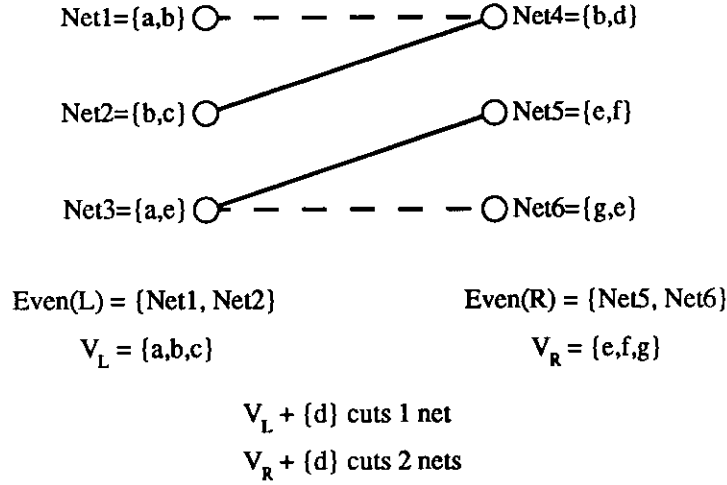 Net1={a,b} Net4={b,d}
Net2={b,c} Net5={e,f}
Net3={a,e} Net6={g,e}
Even(L) = {Net1, Net2} Even(R) = {Net5, Net6}
V_L = {a,b,c} V_R = {e,f,g}
V_L + {d} cuts 1 net
V_R + {d} cuts 2 nets